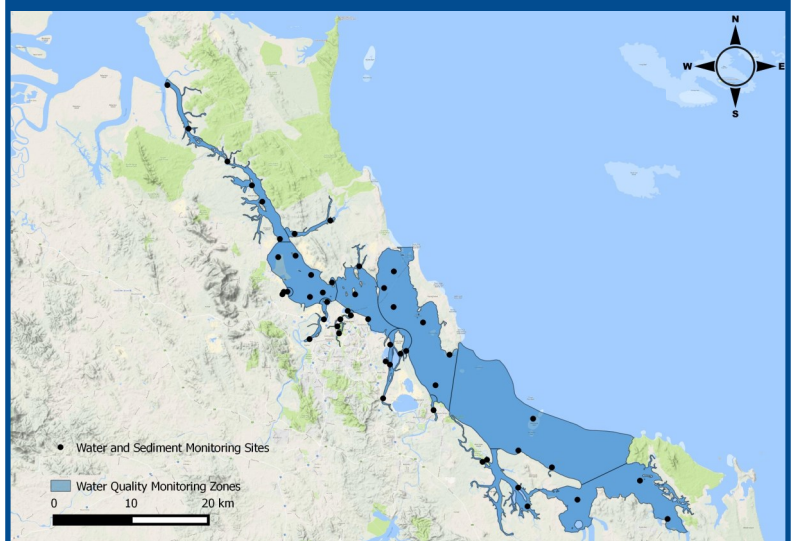 N
W E
S
Water and Sediment Monitoring Sites
Water Quality Monitoring Zones
0 10 20 km